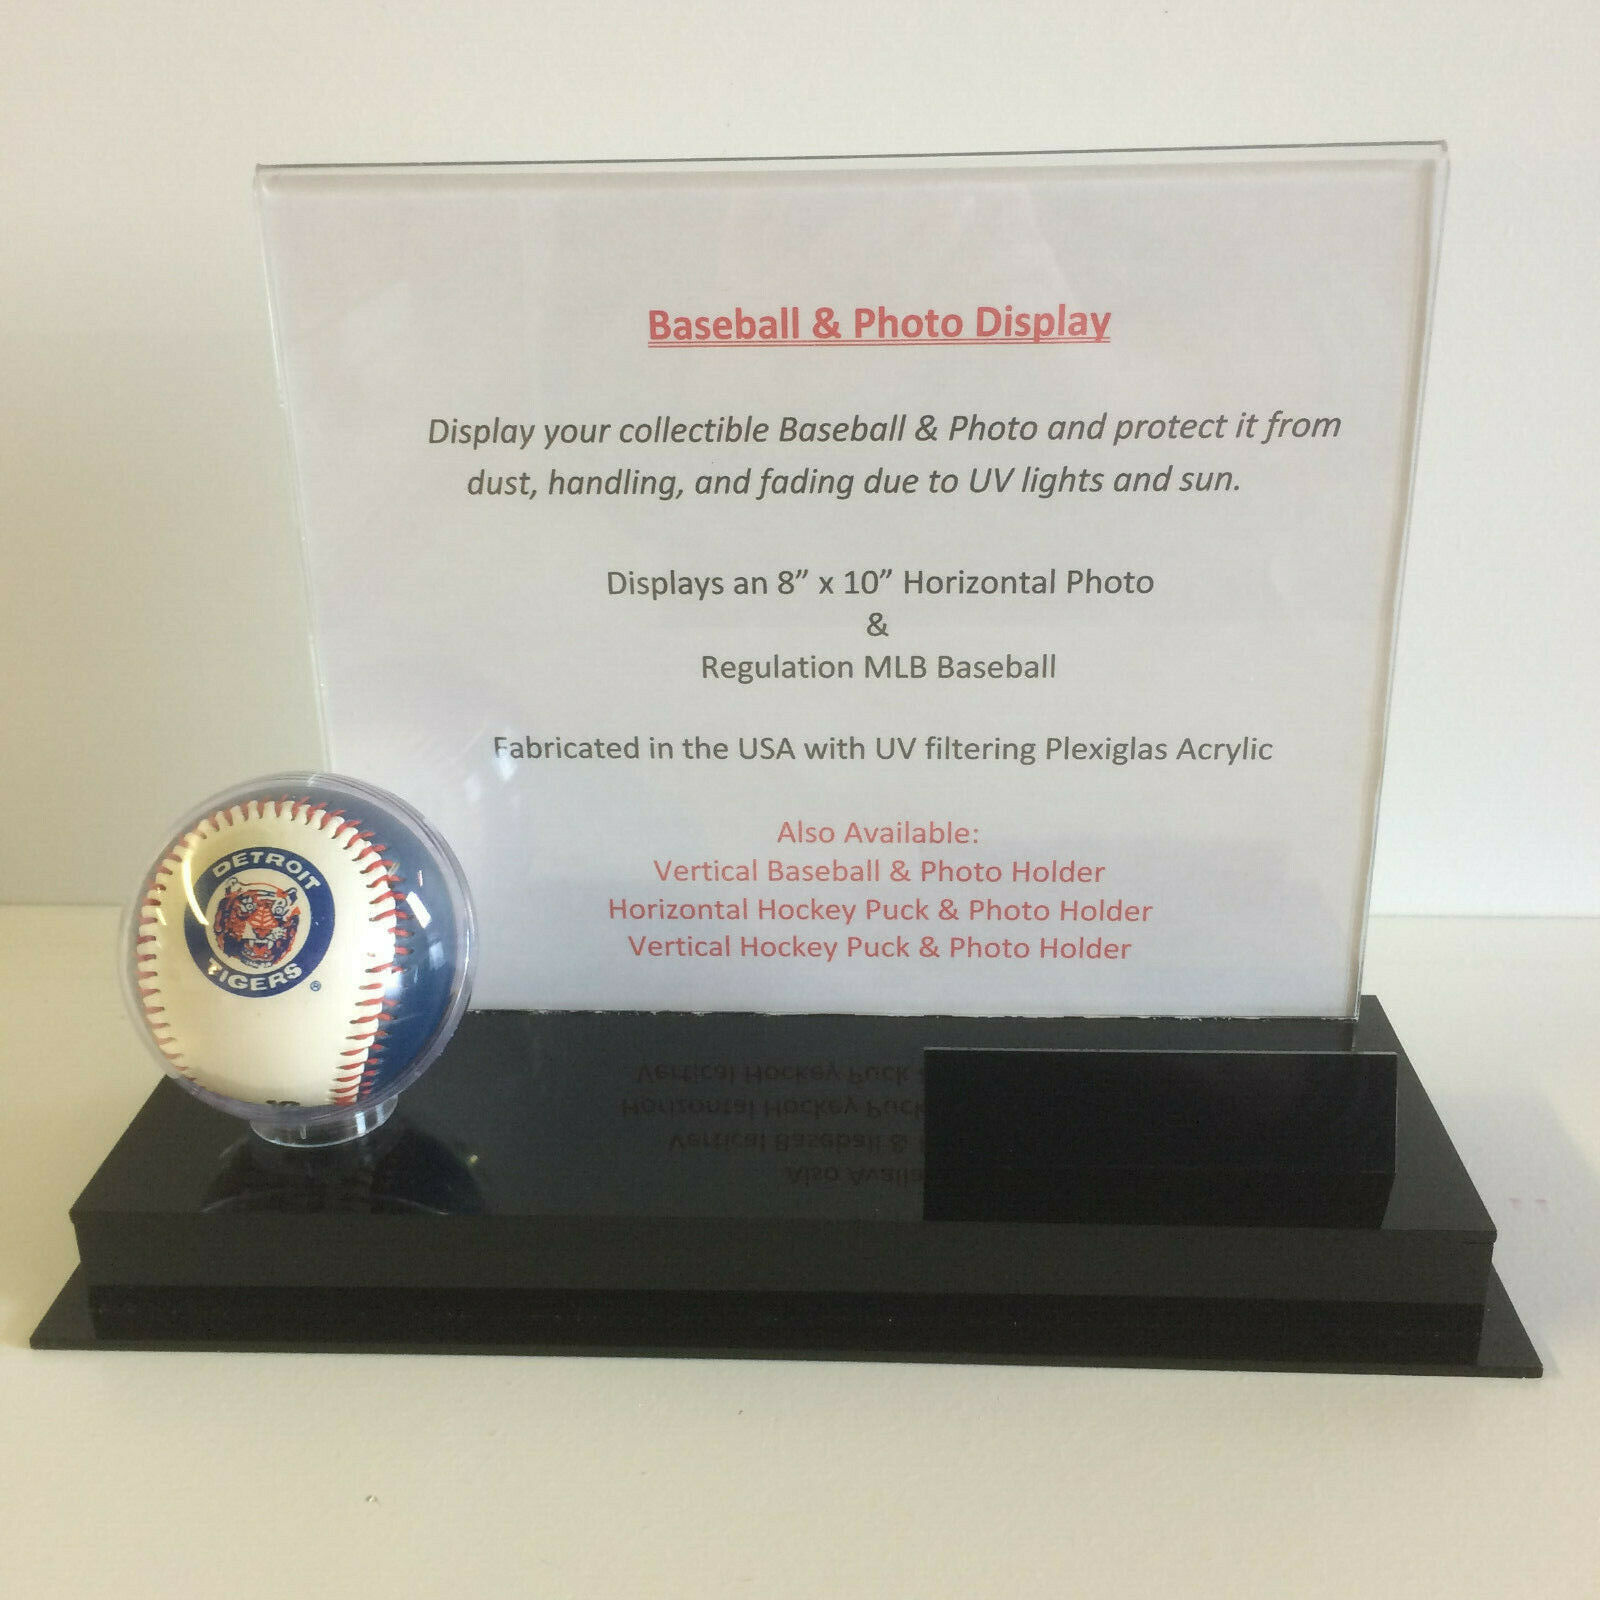 Baseball & Photo Display
Display your collectible Baseball & Photo and protect it from
dust, handling, and fading due to UV lights and sun.
Displays an 8” x 10” Horizontal Photo
&
Regulation MLB Baseball
Fabricated in the USA with UV filtering Plexiglas Acrylic
Also Available:
Vertical Baseball & Photo Holder
Horizontal Hockey Puck & Photo Holder
Vertical Hockey Puck & Photo Holder
DETROIT
TIGERS
®